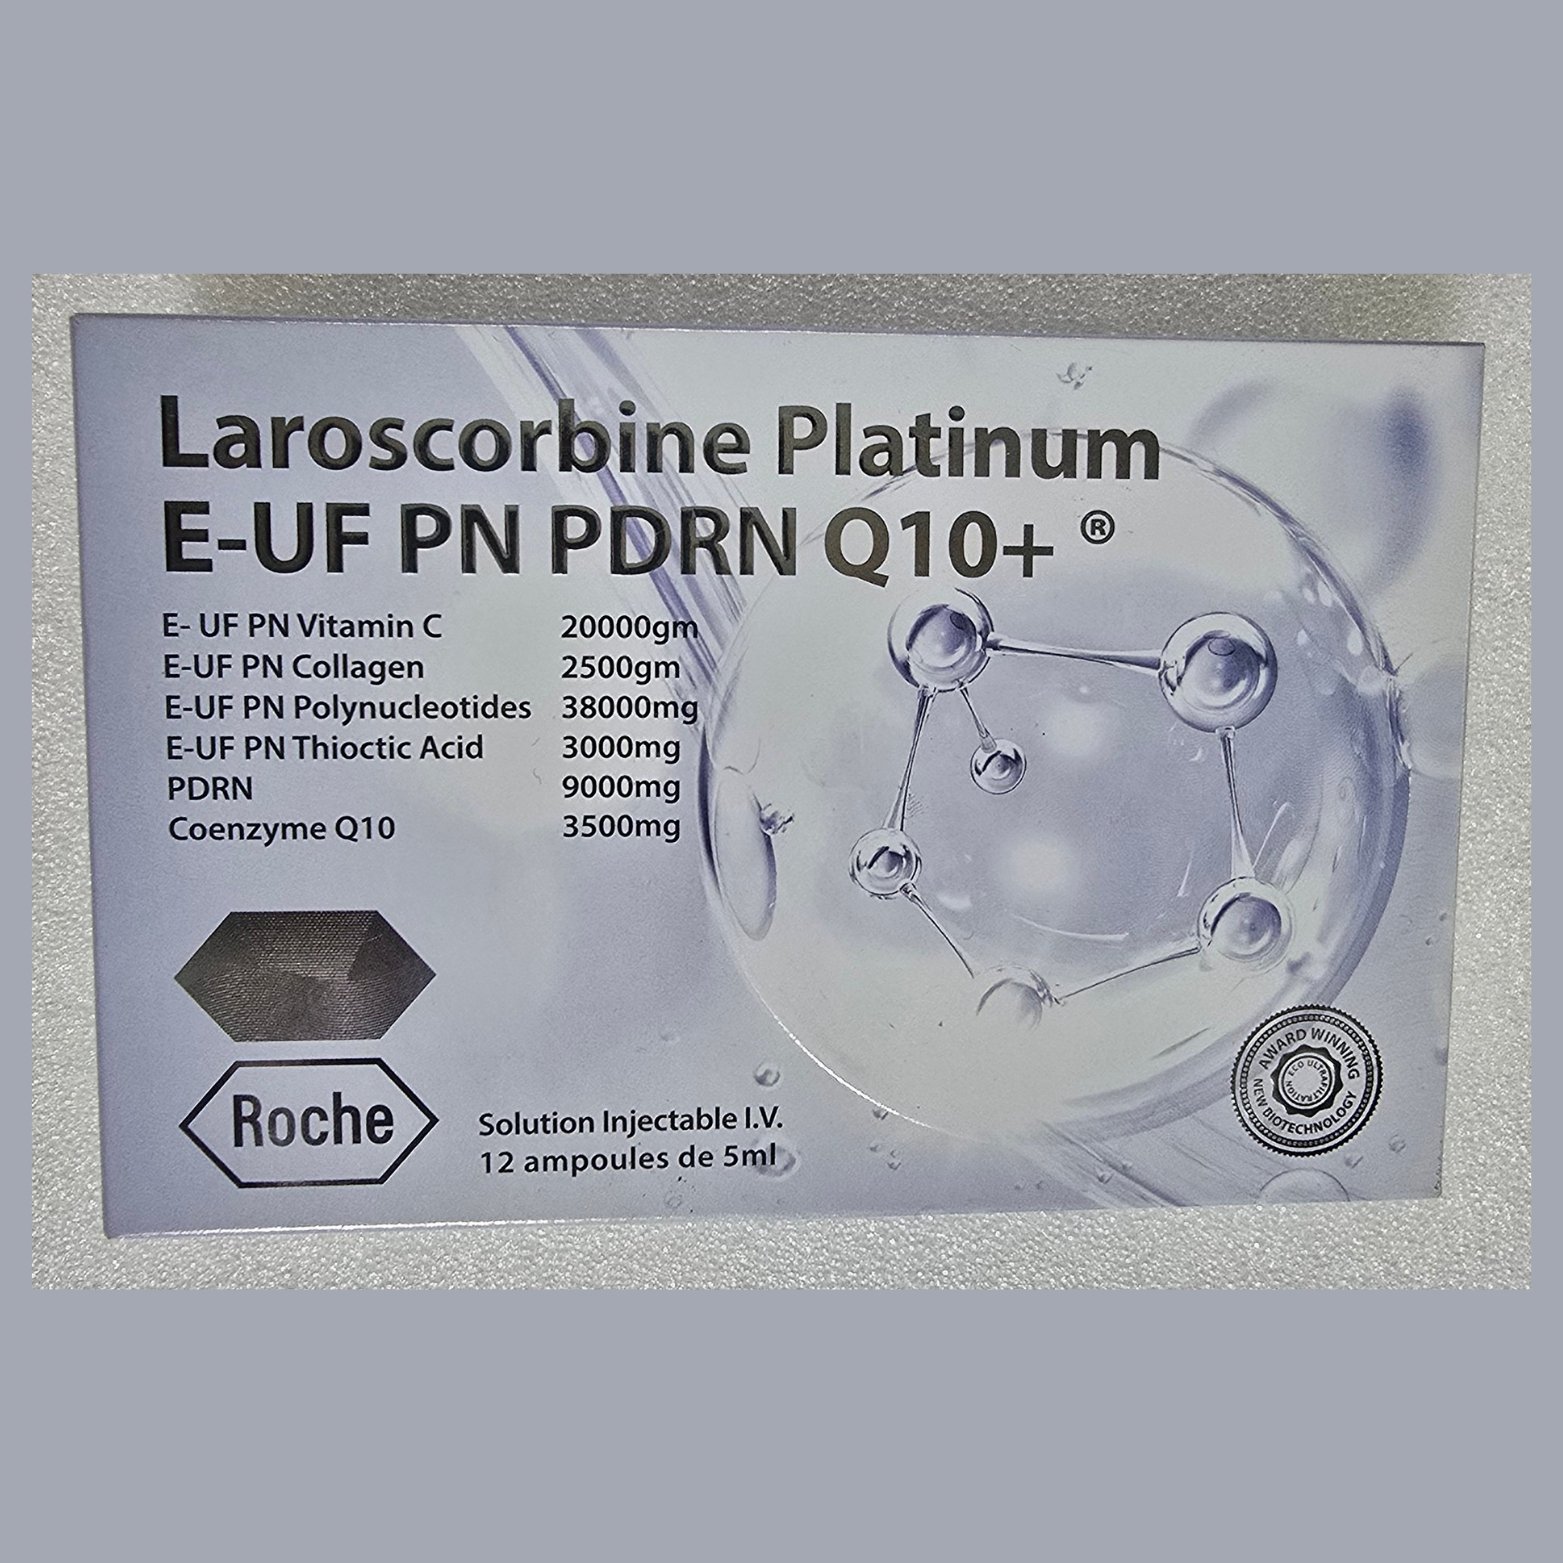 Laroscorbine Platinum
E-UF PN PDRN Q10+ ®
E- UF PN Vitamin C 20000gm
E-UF PN Collagen 2500gm
E-UF PN Polynucleotides 38000mg
E-UF PN Thioctic Acid 3000mg
PDRN 9000mg
Coenzyme Q10 3500mg
Roche
Solution Injectable I.V.
12 ampoules de 5ml
AWARD WINNING
ECO ULTRAFILTRATION
NEW BIOTECHNOLOGY